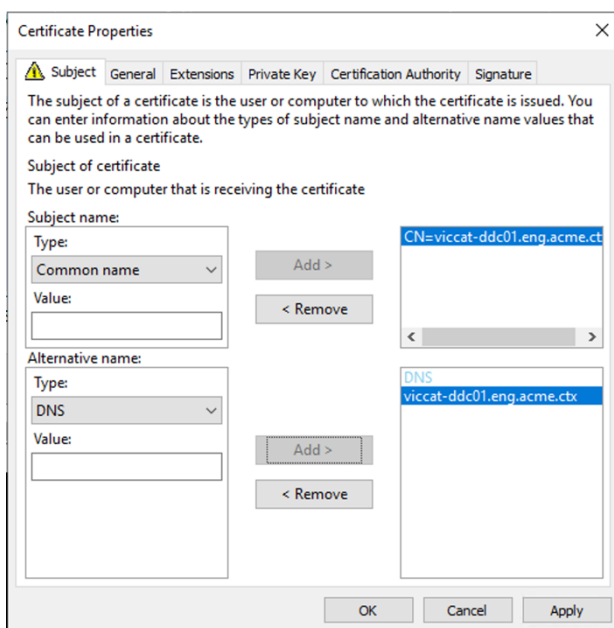 Certificate Properties
Subject General Extensions Private Key Certification Authority Signature
The subject of a certificate is the user or computer to which the certificate is issued. You
can enter information about the types of subject name and alternative name values that
can be used in a certificate.
Subject of certificate
The user or computer that is receiving the certificate
Subject name:
Type:
Common name
Value:
Add >
< Remove
CN=viccat-ddc01.eng.acme.ct
Alternative name:
Type:
DNS
Value:
Add >
< Remove
DNS
viccat-ddc01.eng.acme.ctx
OK Cancel Apply